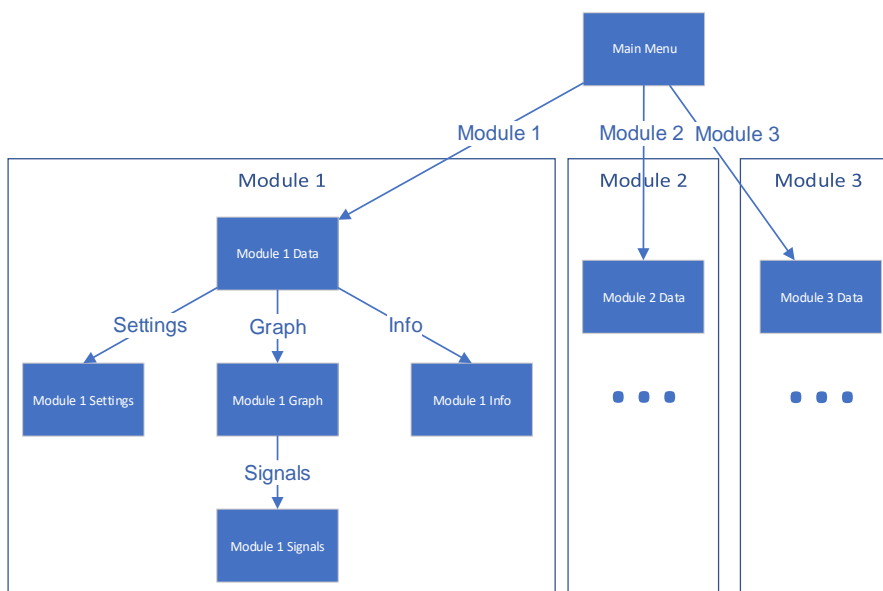 Main Menu
Module 1
Module 2
Module 3
Module 1
Module 2
Module 3
Module 1 Data
Module 2 Data
Module 3 Data
Settings
Graph
Info
Module 1 Settings
Module 1 Graph
Module 1 Info
Signals
Module 1 Signals